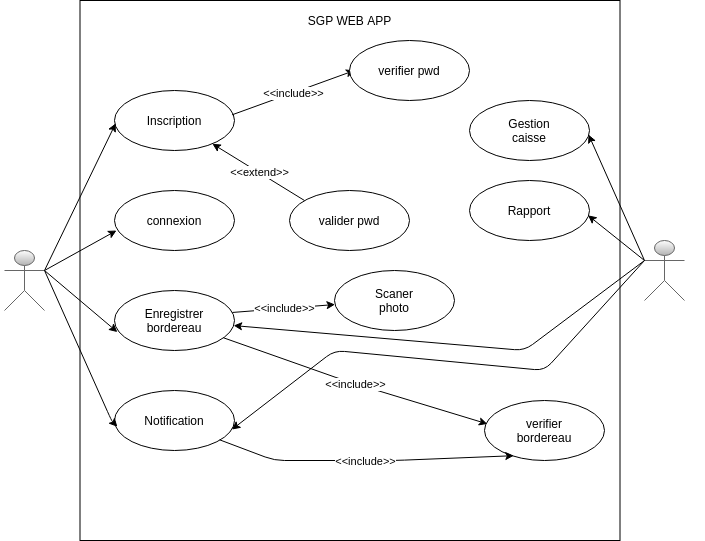 SGP WEB APP
verifier pwd
<<include>>
Inscription
Gestion
caisse
<<extend>>
connexion
valider pwd
Rapport
Scaner
photo
<<include>>
Enregistrer
bordereau
<<include>>
Notification
verifier
bordereau
<<include>>